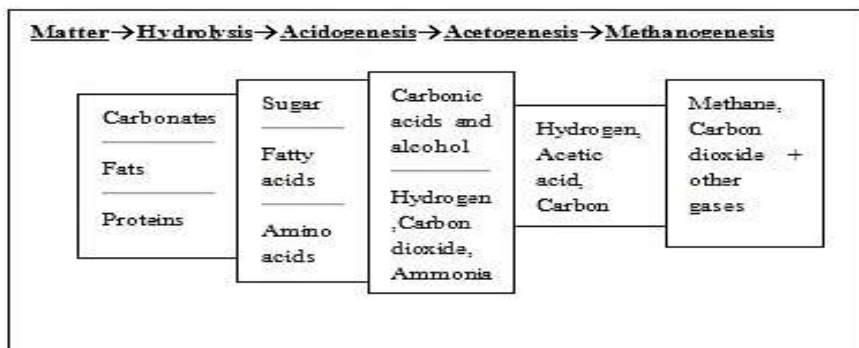 Matter→Hydrolysis→Acidogenesis→Acetogenesis→Methanogenesis
Carbonates
Fats
Proteins
Sugar
Fatty
acids
Amino
acids
Carbonic
acids and
alcohol
Hydrogen
,Carbon
dioxide,
Ammonia
Hydrogen,
Acetic
acid,
Carbon
Methane,
Carbon
dioxide +
other
gases